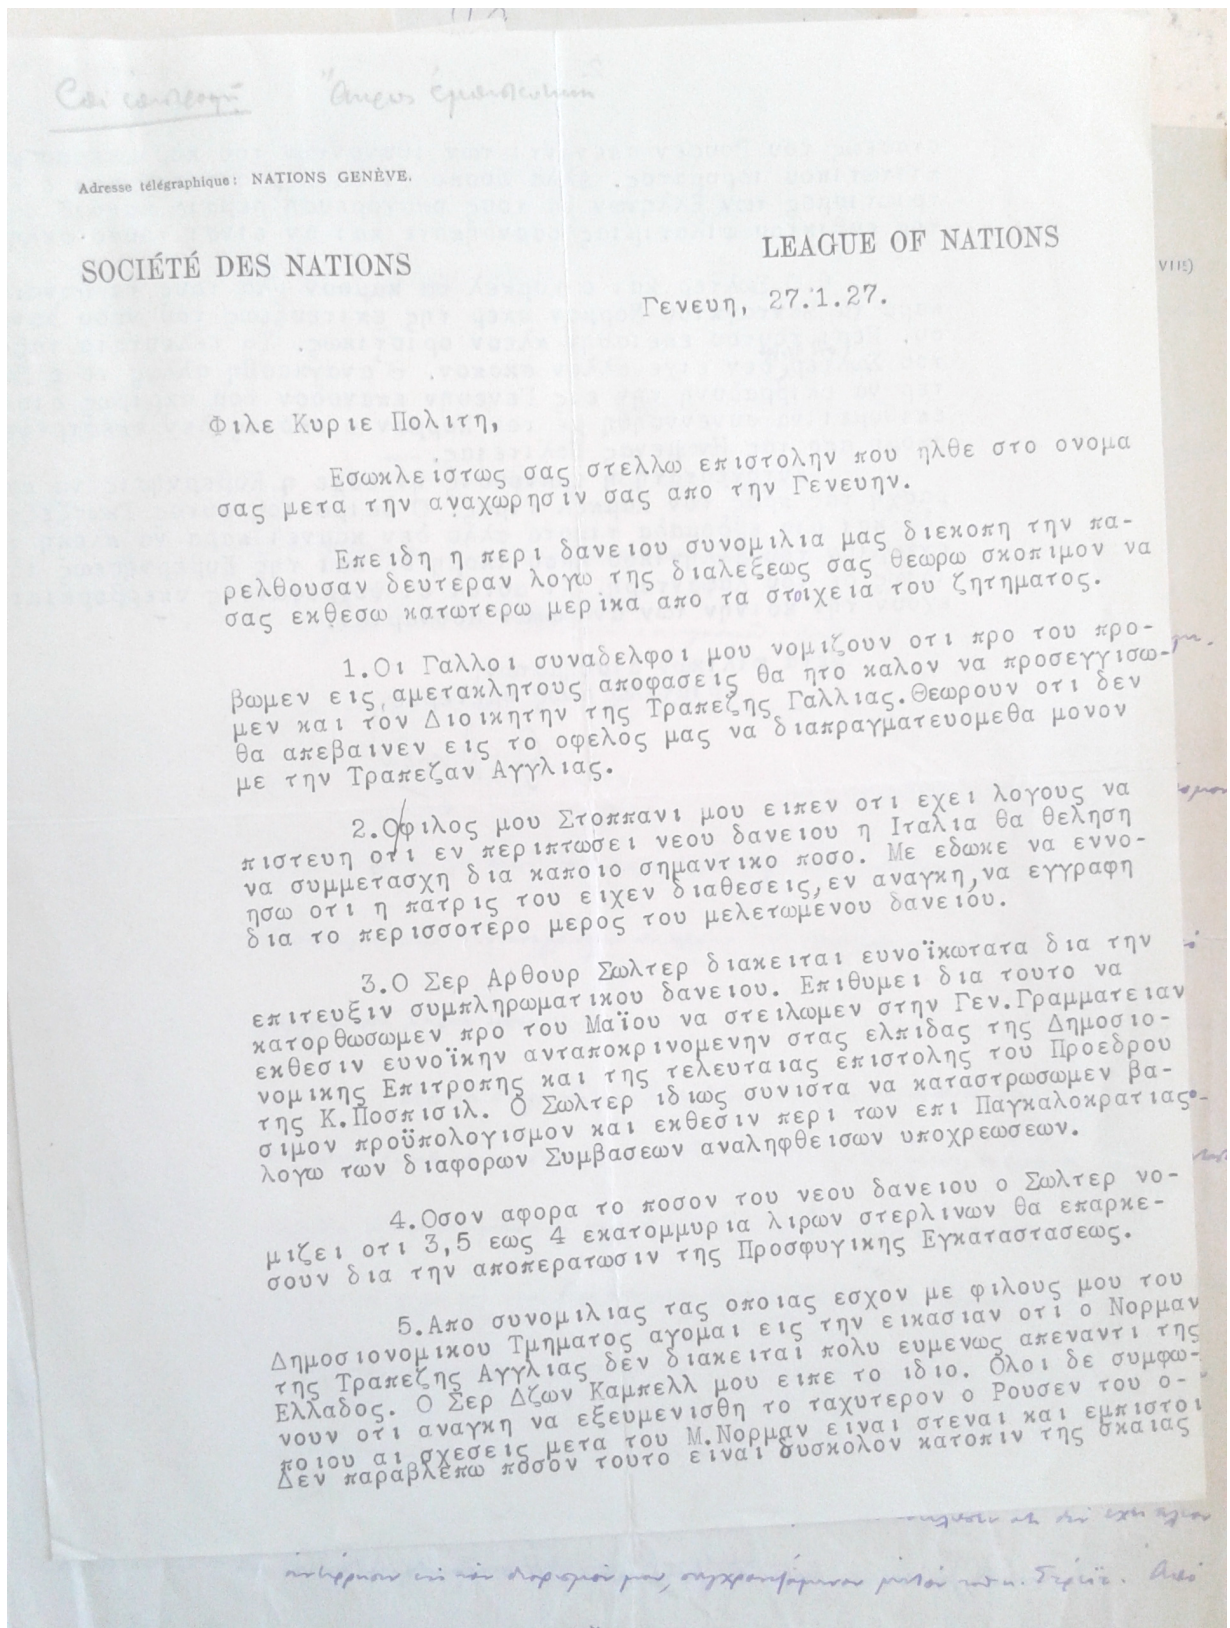 Επί επιστροφή Άκρως εμπιστευτική
Adresse télégraphique: NATIONS GENÈVE.
SOCIÉTÉ DES NATIONS
LEAGUE OF NATIONS
VIIe)
Γενευη, 27.1.27.
Φιλε Κυριε Πολιτη,
Εσωκλειστως σας στελλω επιστολην που ηλθε στο ονομα
σας μετα την αναχωρησιν σας απο την Γενευην.
Επειδη η περι δανειου συνομιλια μας διεκοπη την πα-
ρελθουσαν δευτεραν λογω της διαλεξεως σας θεωρω σκοπιμον να
σας εκθεσω κατωτερω μερικα απο τα στοιχεια του ζητηματος.
1.Οι Γαλλοι συναδελφοι μου νομιζουν οτι προ του προ-
βωμεν εις αμετακλητους αποφασεις θα ητο καλον να προσεγγισω-
μεν και τον Διοικητην της Τραπεζης Γαλλιας.Θεωρουν οτι δεν
θα απεβαινεν εις το οφελος μας να διαπραγματευομεθα μονον
με την Τραπεζαν Αγγλιας.
2.Ο/φιλος μου Στοππανι μου ειπεν οτι εχει λογους να
πιστευη οτι εν περιπτωσει νεου δανειου η Ιταλια θα θεληση
να συμμετασχη δια καποιο σημαντικο ποσο. Με εδωκε να εννο-
ησω οτι η πατρις του ειχεν διαθεσεις,εν αναγκη,να εγγραφη
δια το περισσοτερο μερος του μελετωμενου δανειου.
3.Ο Σερ Αρθουρ Σωλτερ διακειται ευνοϊκωτατα δια την
επιτευξιν συμπληρωματικου δανειου. Επιθυμει δια τουτο να
κατορθωσωμεν προ του Μαϊου να στειλωμεν στην Γεν.Γραμματειαν
εκθεσιν ευνοϊκην ανταποκρινομενην στας ελπιδας της Δημοσιο-
νομικης Επιτροπης και της τελευταιας επιστολης του Προεδρου
της Κ.Ποσπισιλ. Ο Σωλτερ ιδιως συνιστα να καταστρωσωμεν βα-
σιμον προϋπολογισμον και εκθεσιν περι των επι Παγκαλοκρατιας-
λογω των διαφορων Συμβασεων αναληφθεισων υποχρεωσεων.
4.Οσον αφορα το ποσον του νεου δανειου ο Σωλτερ νο-
μιζει οτι 3,5 εως 4 εκατομμυρια λιρων στερλινων θα επαρκε-
σουν δια την αποπερατωσιν της Προσφυγικης Εγκαταστασεως.
5.Απο συνομιλιας τας οποιας εσχον με φιλους μου του
Δημοσιονομικου Τμηματος αγομαι εις την εικασιαν οτι ο Νορμαν
της Τραπεζης Αγγλιας δεν διακειται πολυ ευμενως απεναντι της
Ελλαδος. Ο Σερ Δζων Καμπελλ μου ειπε το ιδιο. Ολοι δε συμφω-
νουν οτι αναγκη να εξευμενισθη το ταχυτερον ο Ρουσεν του ο-
ποιου αι σχεσεις μετα του Μ.Νορμαν ειναι στεναι και εμπιστοι
Δεν παραβλεπω ποσον τουτο ειναι δυσκολον κατοπιν της σκαιας